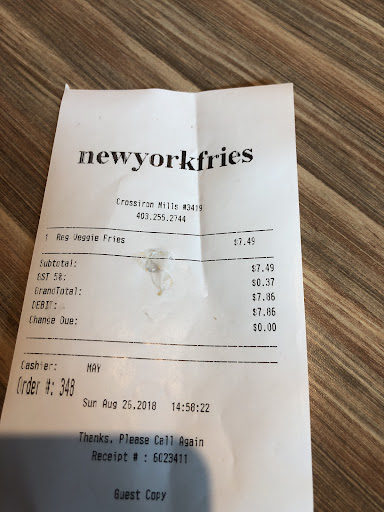 newyorkfries
Crossiron Mills #3419
403.255.2744
1 Reg Veggie Fries $7.49
Subtotal: $7.49
GST 5%: $0.37
GrandTotal: $7.86
DEBIT: $7.86
Change Due: $0.00
Cashier: MAY
Order #: 348
Sun Aug 26,2018 14:58:22
Thanks, Please Call Again
Receipt # : 6023411
Guest Copy